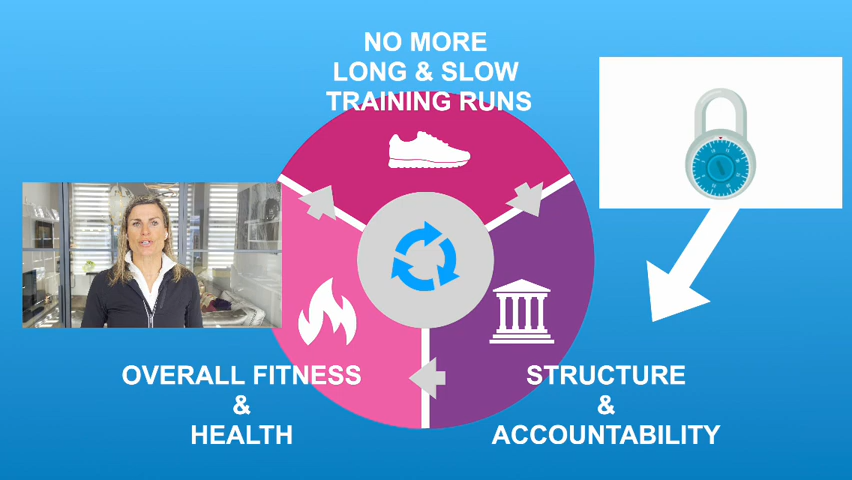 NO MORE
LONG & SLOW
TRAINING RUNS
OVERALL FITNESS
&
HEALTH
STRUCTURE
&
ACCOUNTABILITY